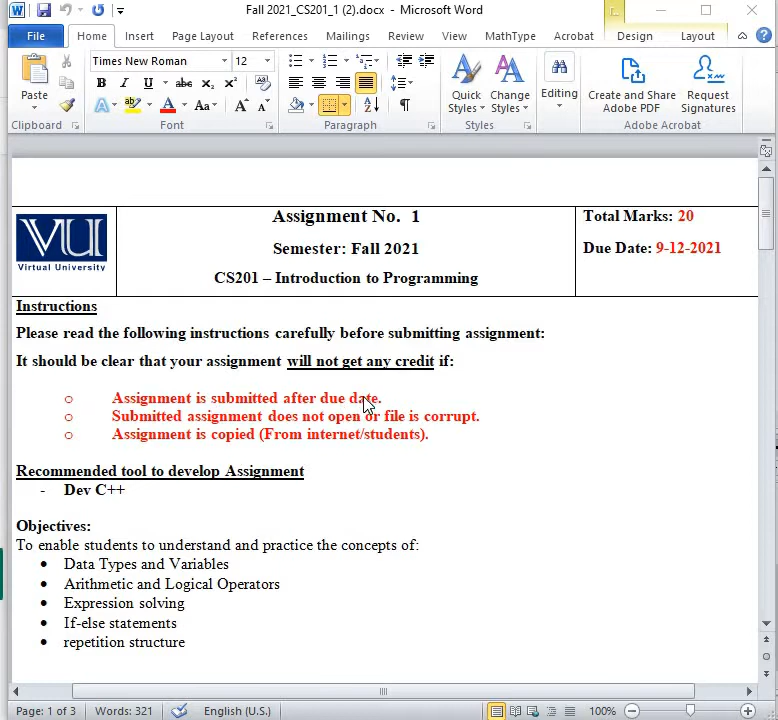 Fall 2021_CS201_1 (2).docx - Microsoft Word
File Home Insert Page Layout References Mailings Review View MathType Acrobat Design Layout
Times New Roman 12
Paste
B I U abc x₂ x²
A ab A Aa A A
Quick Styles
Change Styles
Editing
Create and Share Adobe PDF
Request Signatures
Clipboard Font Paragraph Styles Adobe Acrobat
VU
Virtual University
Assignment No. 1
Semester: Fall 2021
CS201 – Introduction to Programming
Total Marks: 20
Due Date: 9-12-2021
Instructions
Please read the following instructions carefully before submitting assignment:
It should be clear that your assignment will not get any credit if:
o Assignment is submitted after due date.
o Submitted assignment does not open or file is corrupt.
o Assignment is copied (From internet/students).
Recommended tool to develop Assignment
- Dev C++
Objectives:
To enable students to understand and practice the concepts of:
• Data Types and Variables
• Arithmetic and Logical Operators
• Expression solving
• If-else statements
• repetition structure
Page: 1 of 3 Words: 321 English (U.S.) 100%